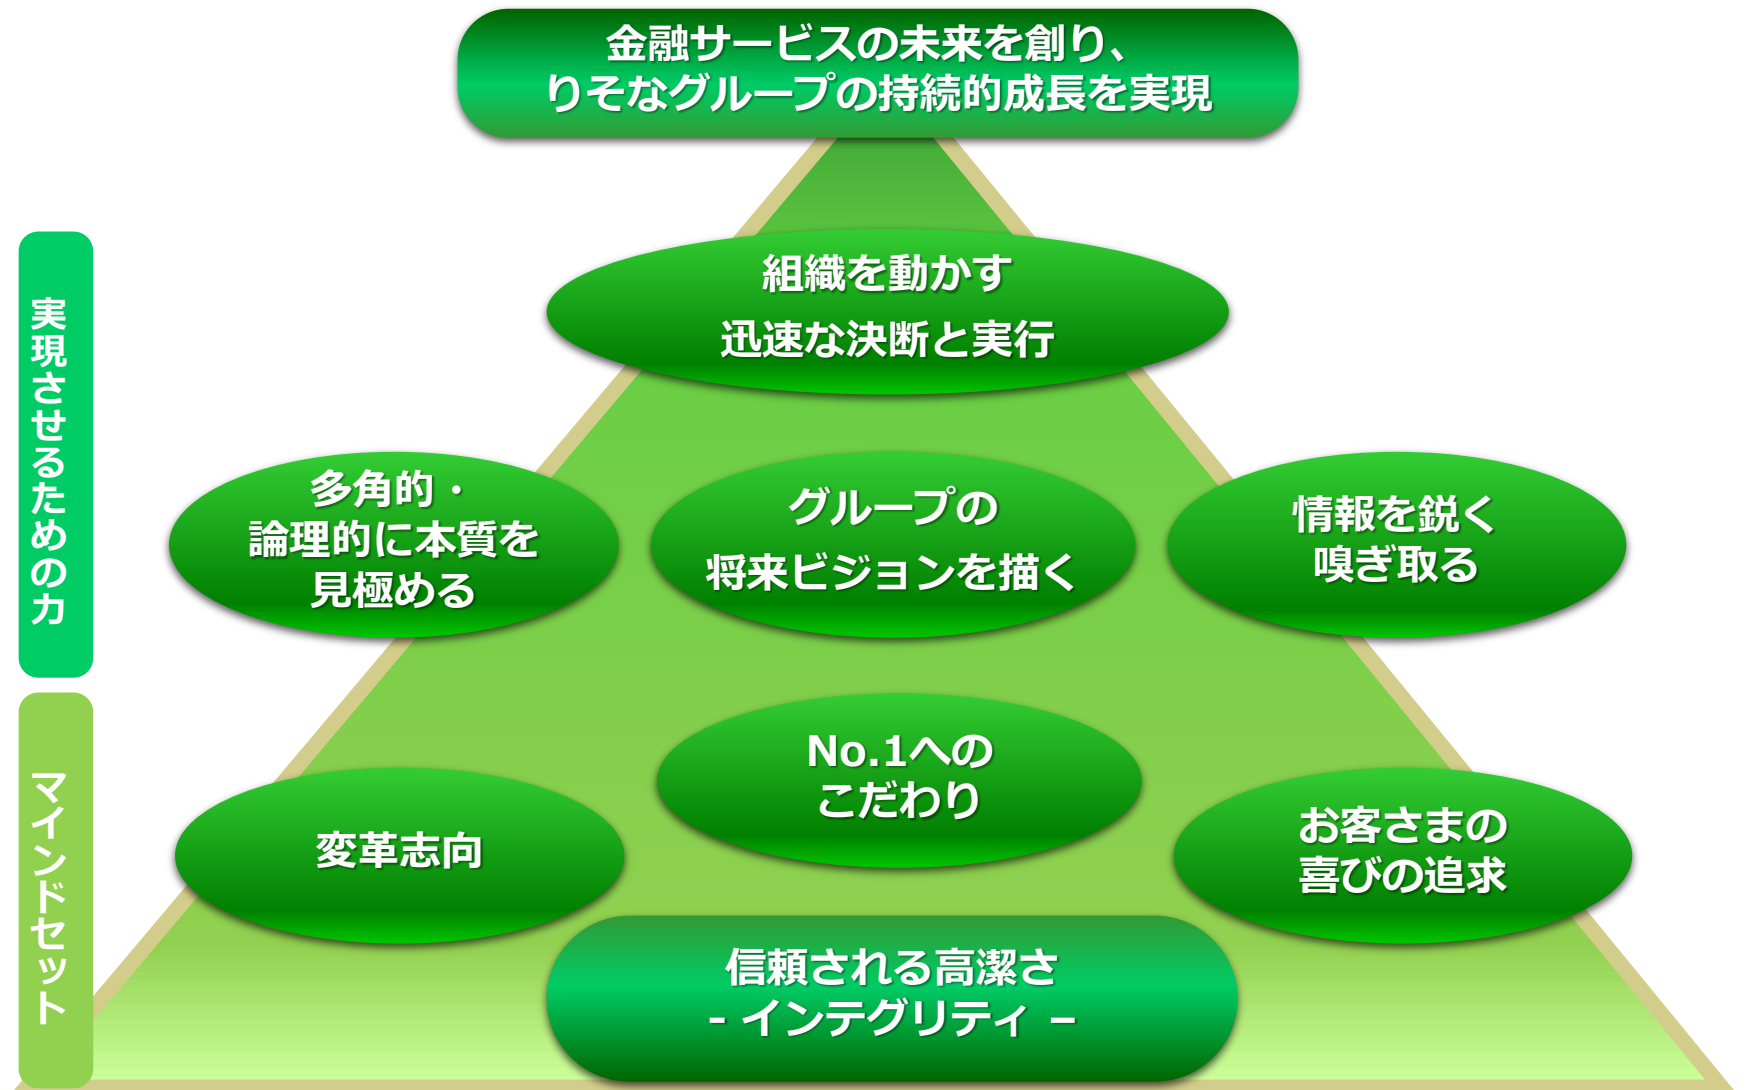 金融サービスの未来を創り、
りそなグループの持続的成長を実現
実現させるための力
組織を動かす
迅速な決断と実行
多角的・
論理的に本質を
見極める
グループの
将来ビジョンを描く
情報を鋭く
嗅ぎ取る
マインドセット
変革志向
No.1への
こだわり
お客さまの
喜びの追求
信頼される高潔さ
- インテグリティ –